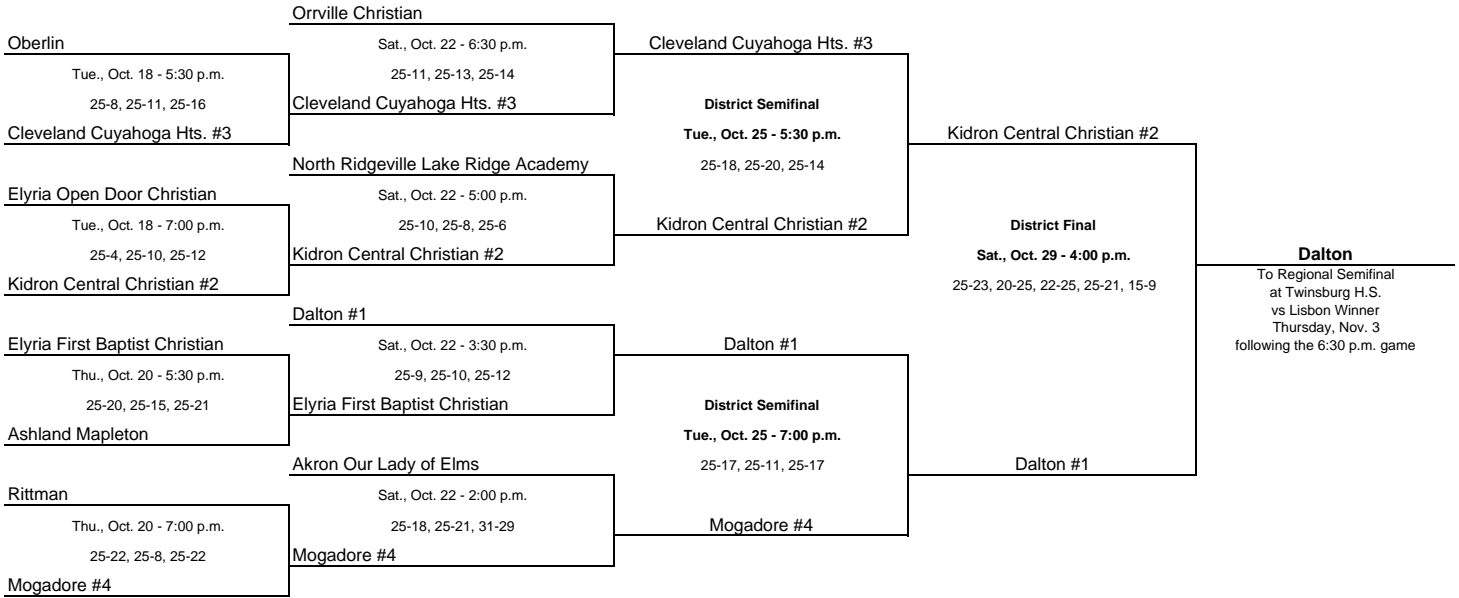 Orrville Christian
Oberlin
Sat., Oct. 22 - 6:30 p.m.
Cleveland Cuyahoga Hts. #3
Tue., Oct. 18 - 5:30 p.m.
25-11, 25-13, 25-14
25-8, 25-11, 25-16
Cleveland Cuyahoga Hts. #3
District Semifinal
Cleveland Cuyahoga Hts. #3
Tue., Oct. 25 - 5:30 p.m.
Kidron Central Christian #2
North Ridgeville Lake Ridge Academy
25-18, 25-20, 25-14
Elyria Open Door Christian
Sat., Oct. 22 - 5:00 p.m.
Tue., Oct. 18 - 7:00 p.m.
25-10, 25-8, 25-6
Kidron Central Christian #2
District Final
25-4, 25-10, 25-12
Kidron Central Christian #2
Sat., Oct. 29 - 4:00 p.m.
Dalton
Kidron Central Christian #2
25-23, 20-25, 22-25, 25-21, 15-9
To Regional Semifinal
at Twinsburg H.S.
vs Lisbon Winner
Thursday, Nov. 3
following the 6:30 p.m. game
Dalton #1
Elyria First Baptist Christian
Sat., Oct. 22 - 3:30 p.m.
Dalton #1
Thu., Oct. 20 - 5:30 p.m.
25-9, 25-10, 25-12
25-20, 25-15, 25-21
Elyria First Baptist Christian
District Semifinal
Ashland Mapleton
Tue., Oct. 25 - 7:00 p.m.
Akron Our Lady of Elms
25-17, 25-11, 25-17
Dalton #1
Rittman
Sat., Oct. 22 - 2:00 p.m.
Thu., Oct. 20 - 7:00 p.m.
25-18, 25-21, 31-29
Mogadore #4
25-22, 25-8, 25-22
Mogadore #4
Mogadore #4